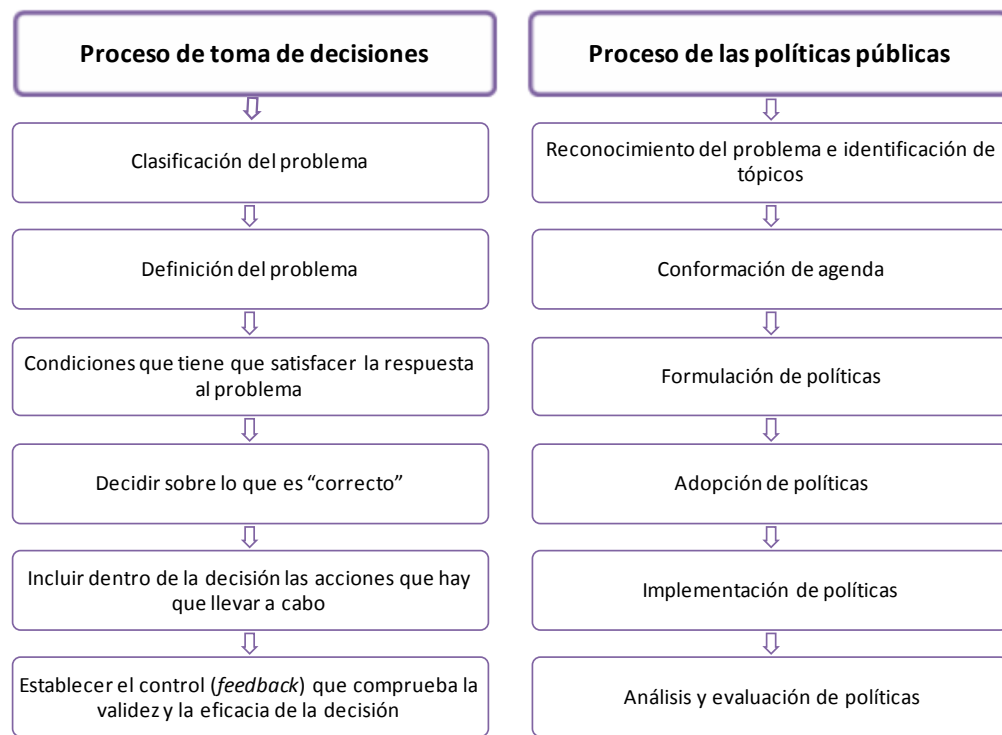 Proceso de toma de decisiones
Clasificación del problema
Definición del problema
Condiciones que tiene que satisfacer la respuesta
al problema
Decidir sobre lo que es “correcto”
Incluir dentro de la decisión las acciones que hay
que llevar a cabo
Establecer el control (feedback) que comprueba la
validez y la eficacia de la decisión
Proceso de las políticas públicas
Reconocimiento del problema e identificación de
tópicos
Conformación de agenda
Formulación de políticas
Adopción de políticas
Implementación de políticas
Análisis y evaluación de políticas